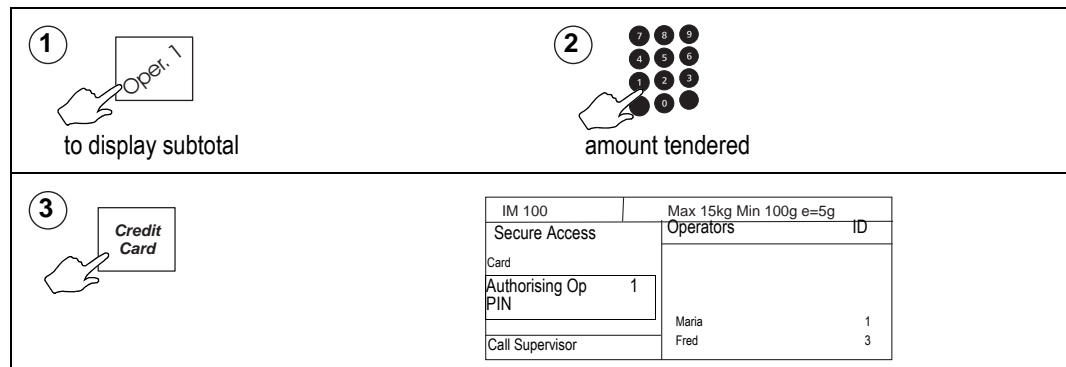 1
Oper. 1
to display subtotal
2
7 8 9
4 5 6
1 2 3
0
amount tendered
3
Credit
Card
IM 100
Max 15kg Min 100g e=5g
Secure Access
Card
Authorising Op 1
PIN
Call Supervisor
Operators ID
Maria 1
Fred 3